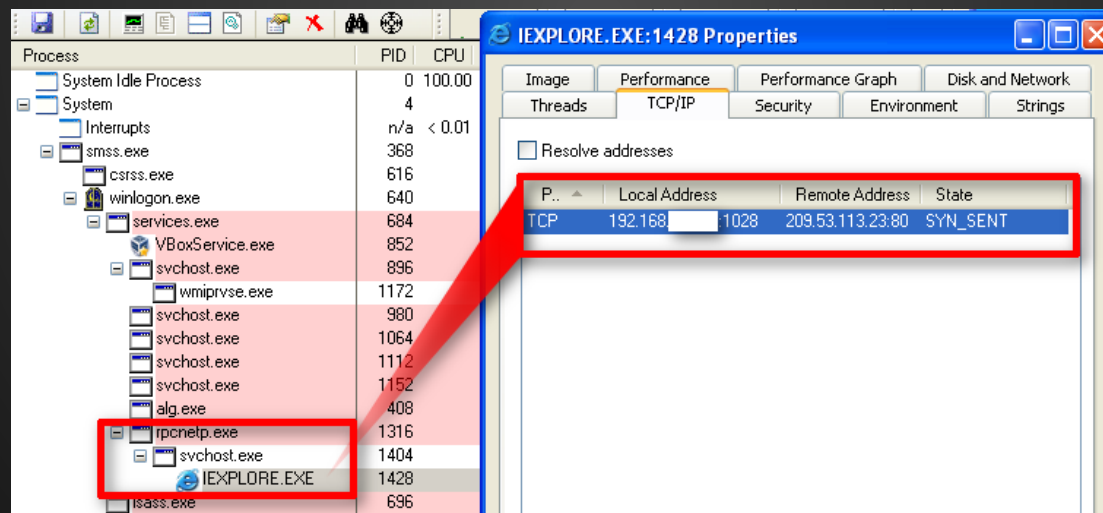 Process PID CPU
System Idle Process 0 100.00
System 4
Interrupts n/a < 0.01
smss.exe 368
csrss.exe 616
winlogon.exe 640
services.exe 684
VBoxService.exe 852
svchost.exe 896
wmiprvse.exe 1172
svchost.exe 980
svchost.exe 1064
svchost.exe 1112
svchost.exe 1152
alg.exe 408
rpcnetp.exe 1316
svchost.exe 1404
IEXPLORE.EXE 1428
lsass.exe 696
IEXPLORE.EXE:1428 Properties
Image Performance Performance Graph Disk and Network
Threads TCP/IP Security Environment Strings
Resolve addresses
P.. Local Address Remote Address State
TCP 192.168. :1028 209.53.113.23:80 SYN_SENT